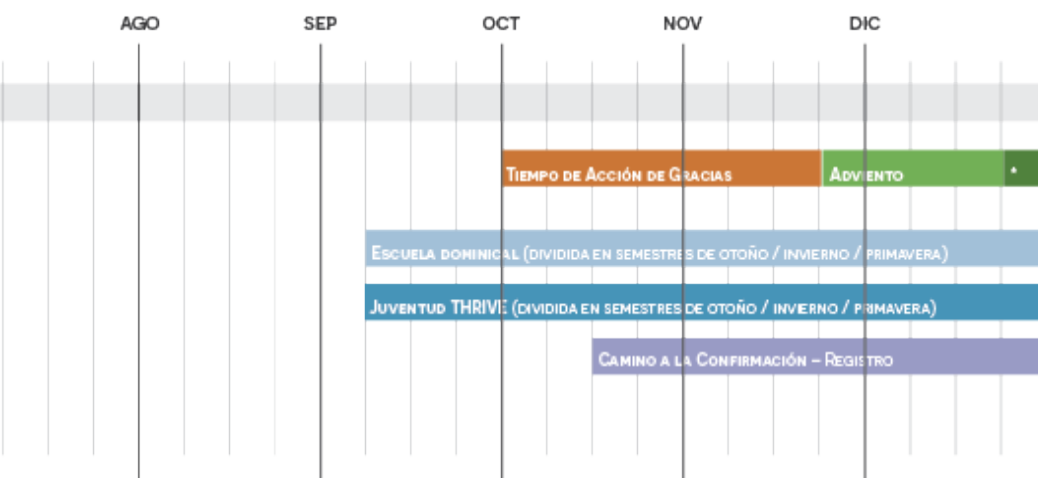 AGO SEP OCT NOV DIC
TIEMPO DE ACCIÓN DE GRACIAS ADVIENTO *
ESCUELA DOMINICAL (DIVIDIDA EN SEMESTRES DE OTOÑO / INVIERNO / PRIMAVERA)
JUVENTUD THRIVE (DIVIDIDA EN SEMESTRES DE OTOÑO / INVIERNO / PRIMAVERA)
CAMINO A LA CONFIRMACIÓN – REGISTRO